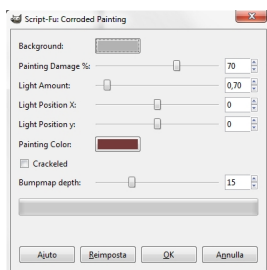 Script-Fu: Corroded Painting
Background:
Painting Damage %: 70
Light Amount: 0,70
Light Position X: 0
Light Position y: 0
Painting Color:
Crackeled
Bumpmap depth: 15
Aiuto Reimposta OK Annulla